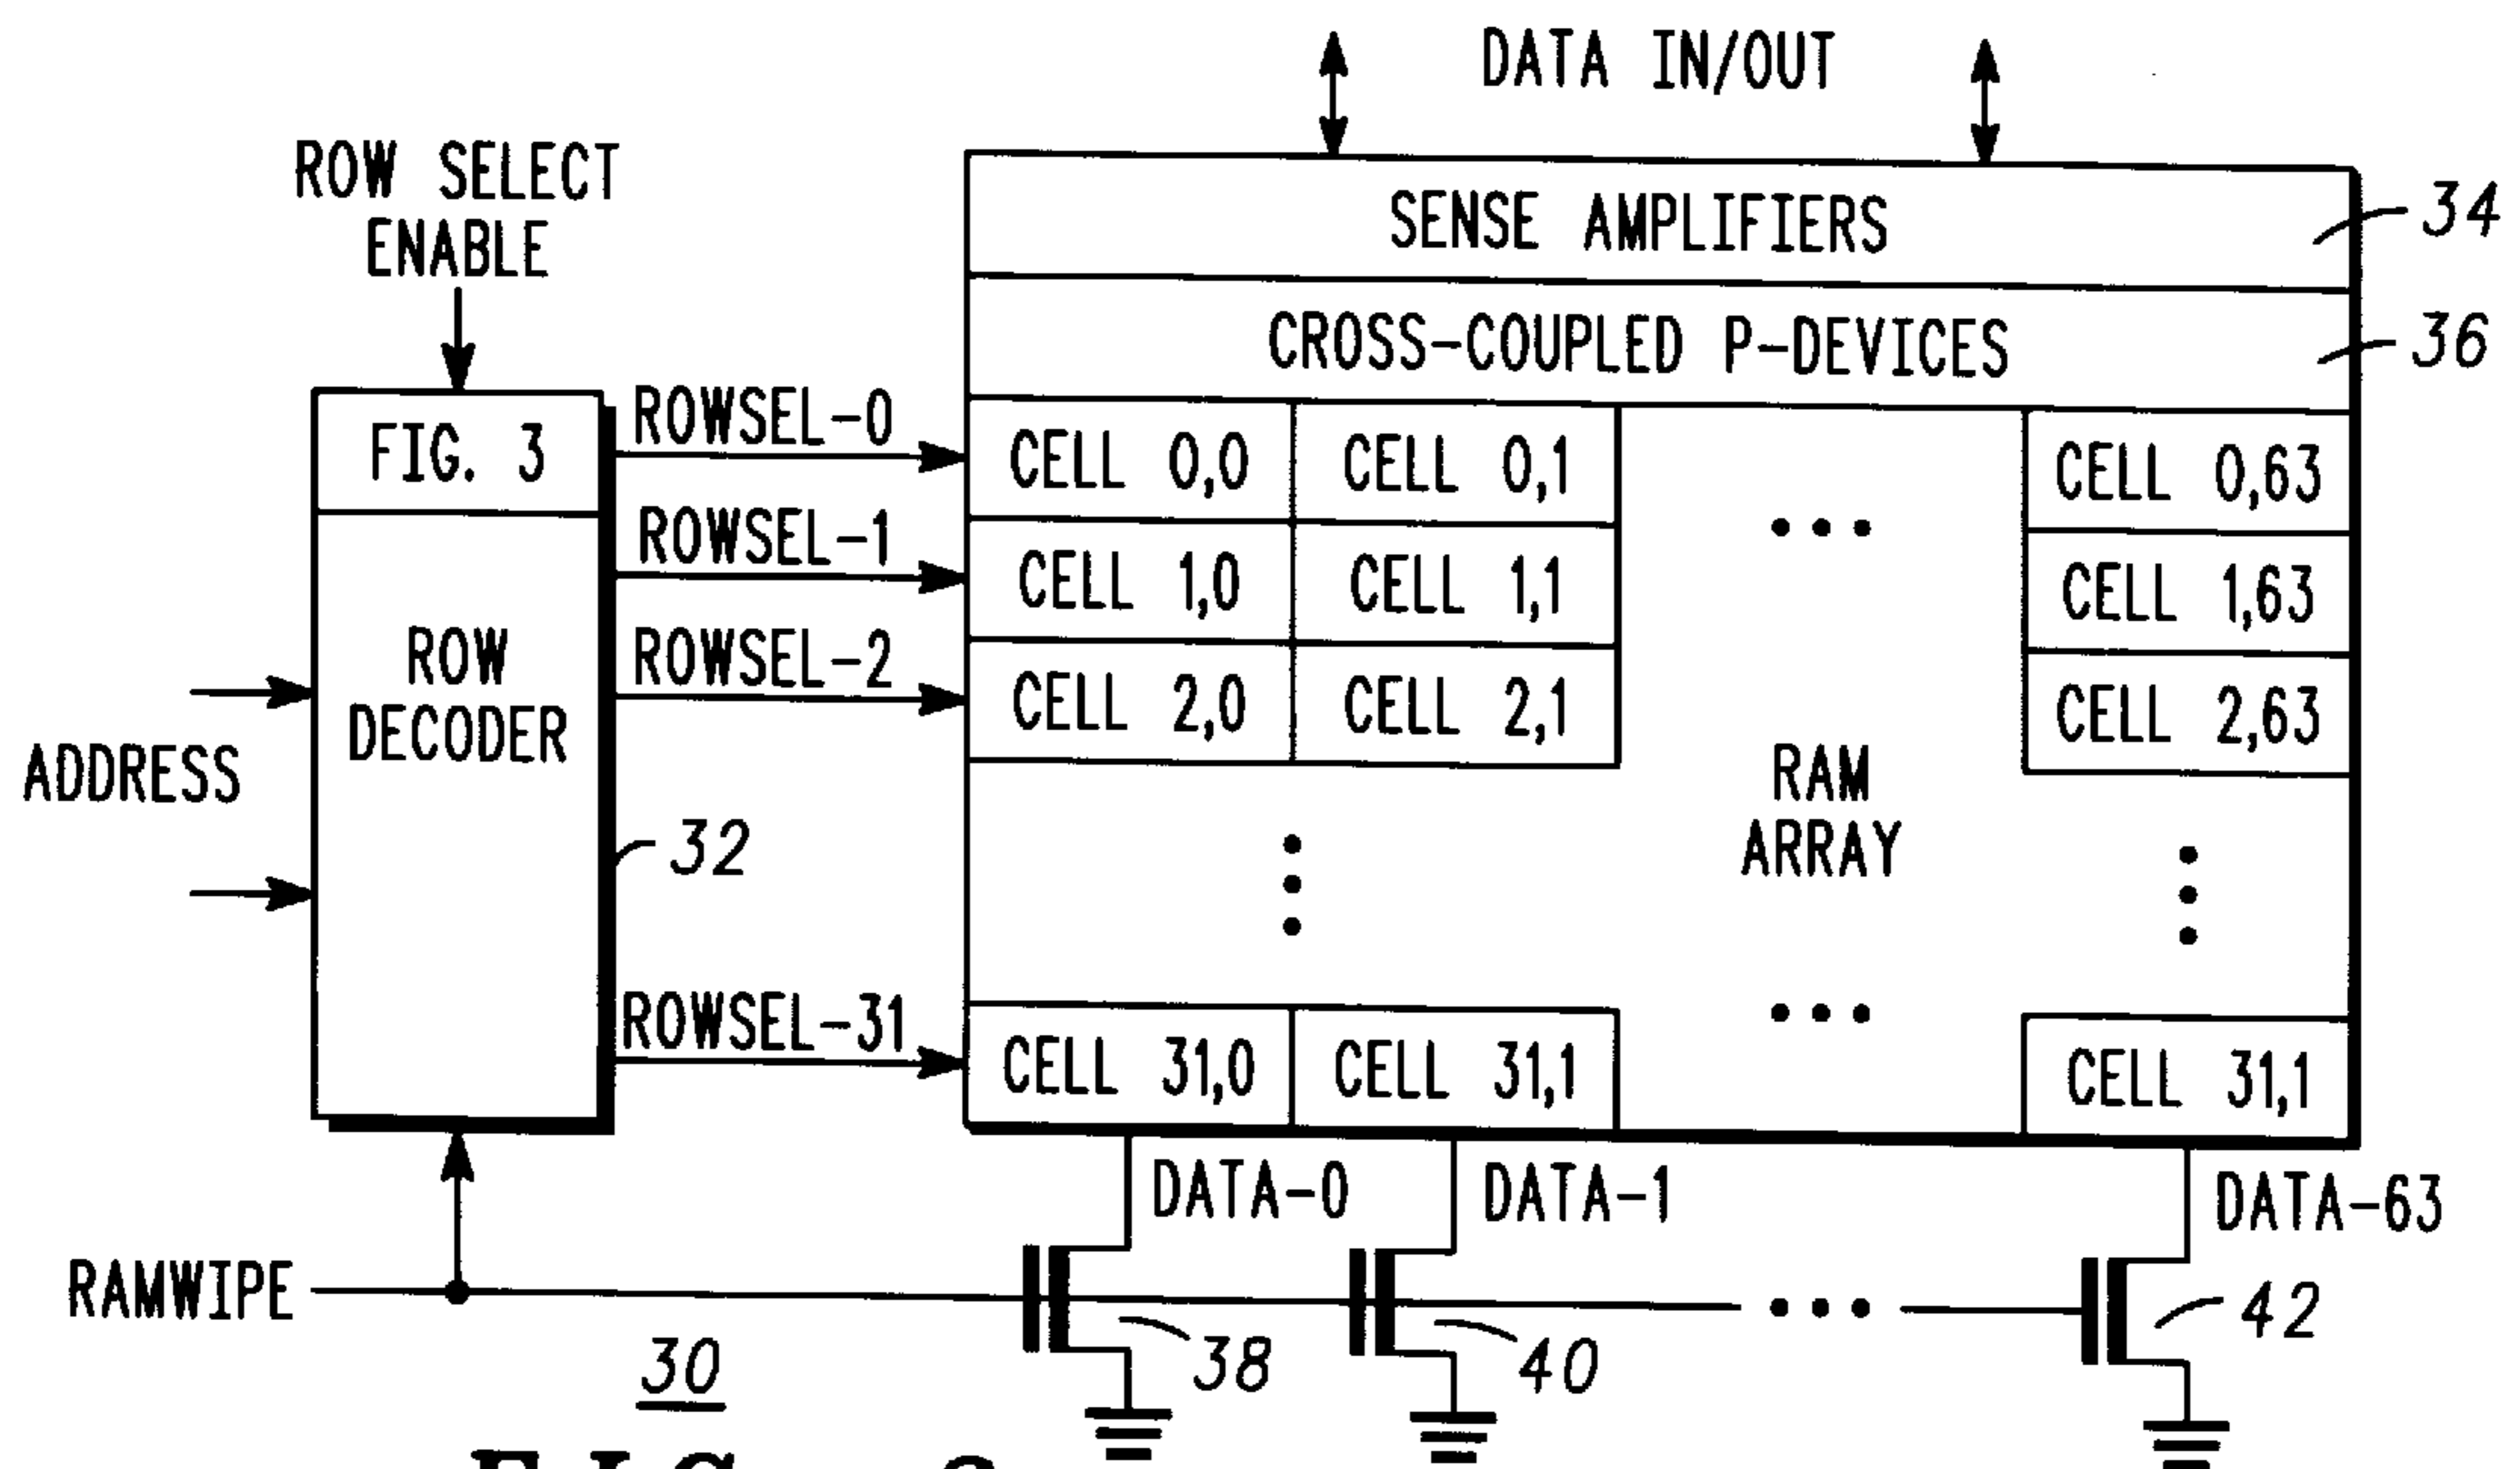 DATA IN/OUT
ROW SELECT
ENABLE
SENSE AMPLIFIERS
34
CROSS-COUPLED P-DEVICES
36
FIG. 3
ROWSEL-0
CELL 0,0
CELL 0,1
CELL 0,63
ROWSEL-1
CELL 1,0
CELL 1,1
CELL 1,63
ROWSEL-2
CELL 2,0
CELL 2,1
CELL 2,63
ROW
DECODER
ADDRESS
32
RAM
ARRAY
ROWSEL-31
CELL 31,0
CELL 31,1
CELL 31,1
DATA-0
DATA-1
DATA-63
RAMWIPE
38
40
42
30